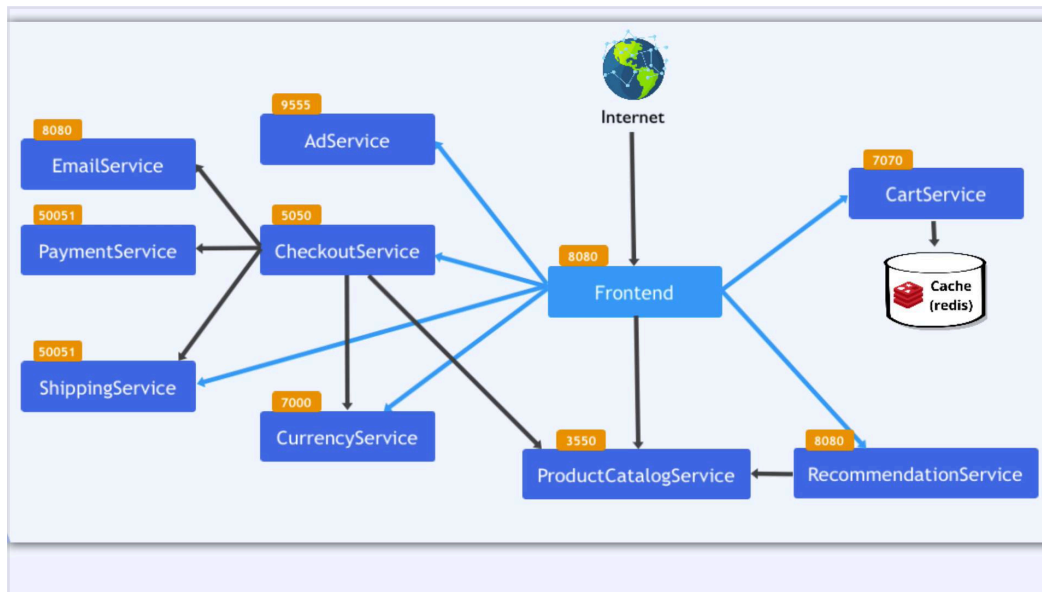 Internet
9555
AdService
8080
EmailService
7070
CartService
50051
PaymentService
5050
CheckoutService
8080
Frontend
Cache
(redis)
50051
ShippingService
7000
CurrencyService
3550
ProductCatalogService
8080
RecommendationService